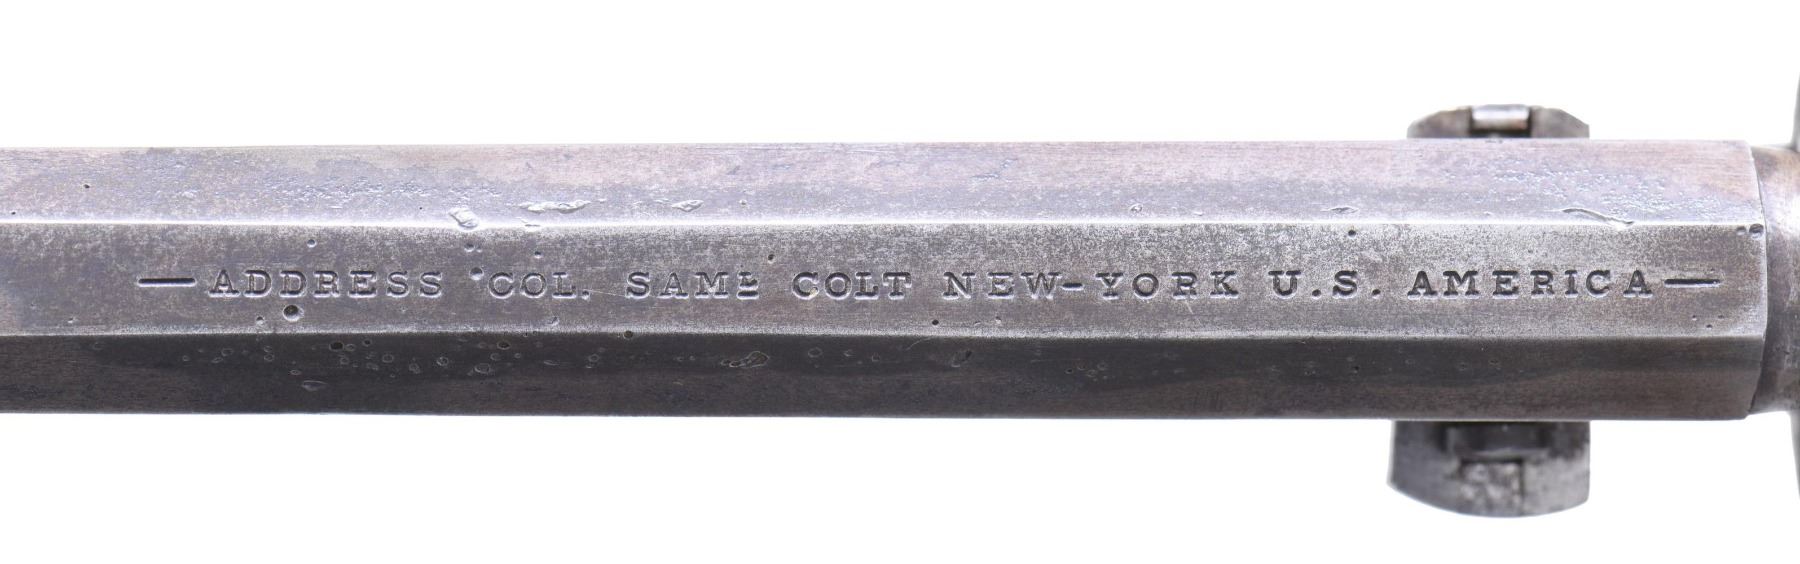 —ADDRESS COL. SAMᴸ COLT NEW-YORK U.S. AMERICA—